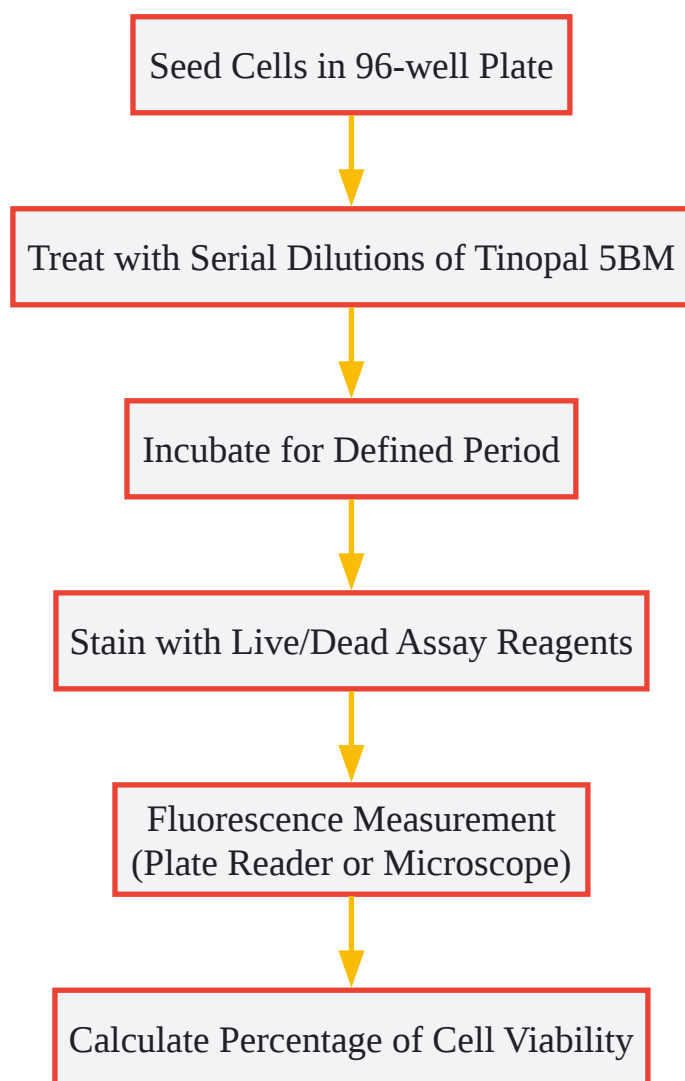 Seed Cells in 96-well Plate
Treat with Serial Dilutions of Tinopal 5BM
Incubate for Defined Period
Stain with Live/Dead Assay Reagents
Fluorescence Measurement
(Plate Reader or Microscope)
Calculate Percentage of Cell Viability